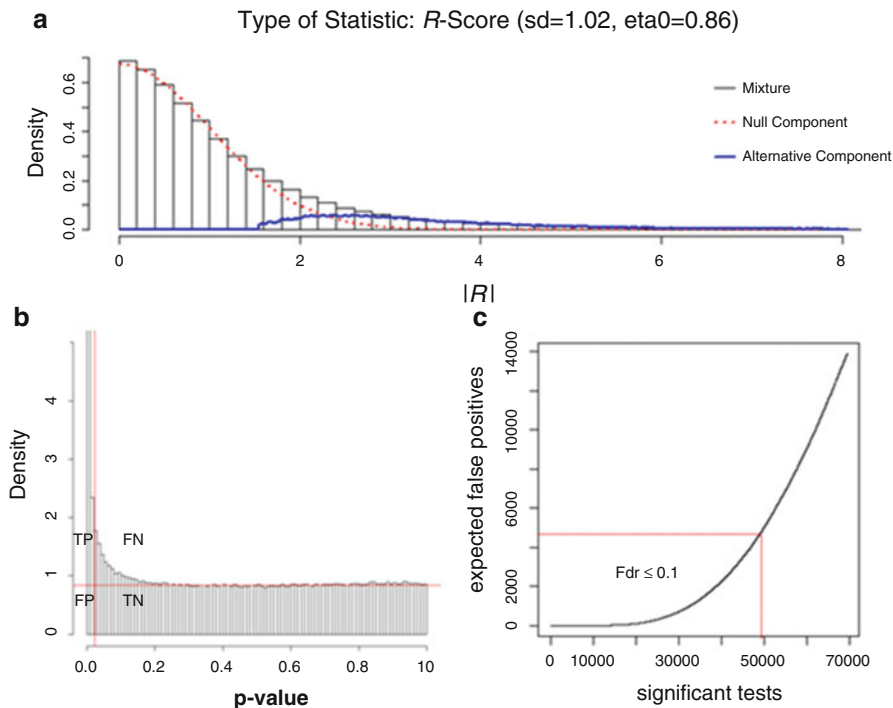 a
Type of Statistic: R-Score (sd=1.02, eta0=0.86)
Density
0.0 0.2 0.4 0.6
Mixture
Null Component
Alternative Component
0 2 4 6 8
|R|
b
Density
0 1 2 3 4
TP FN
FP TN
0.0 0.2 0.4 0.6 0.8 10
p-value
c
expected false positives
0 2000 6000 10000 14000
Fdr ≤ 0.1
0 10000 30000 50000 70000
significant tests